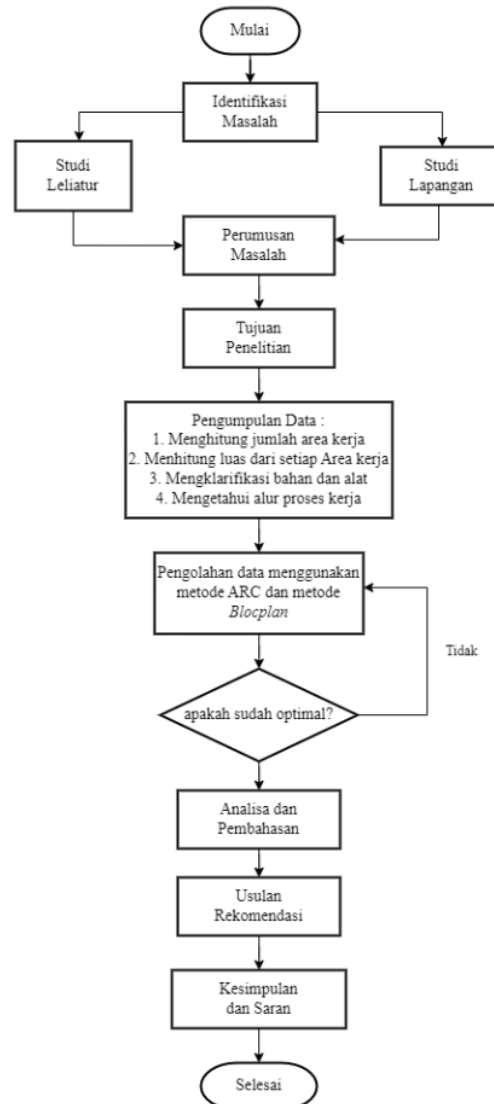 Mulai
Identifikasi
Masalah
Studi
Leliatur
Studi
Lapangan
Perumusan
Masalah
Tujuan
Penelitian
Pengumpulan Data :
1. Menghitung jumlah area kerja
2. Menhitung luas dari setiap Area kerja
3. Mengklarifikasi bahan dan alat
4. Mengetahui alur proses kerja
Pengolahan data menggunakan
metode ARC dan metode
Blocplan
Tidak
apakah sudah optimal?
Analisa dan
Pembahasan
Usulan
Rekomendasi
Kesimpulan
dan Saran
Selesai